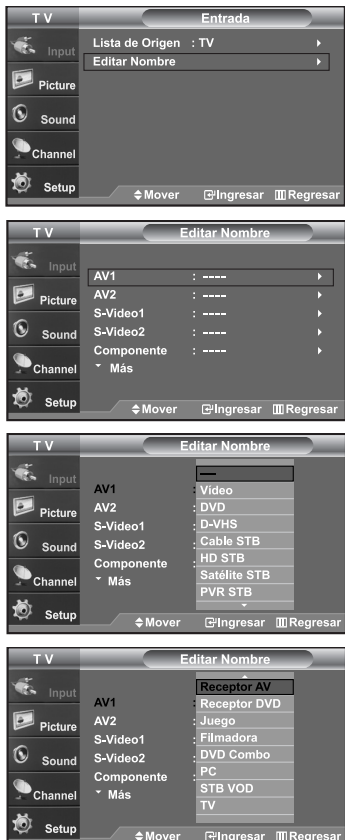 T V Entrada
Input Lista de Origen : TV
Editar Nombre
Picture
Sound
Channel
Setup
Mover Ingresar Regresar
T V Editar Nombre
Input
AV1 : ----
Picture AV2 : ----
S-Video1 : ----
Sound S-Video2 : ----
Componente : ----
Channel Más
Setup
Mover Ingresar Regresar
T V Editar Nombre
Input —
AV1 : Vídeo
Picture AV2 : DVD
S-Video1 : D-VHS
Sound S-Video2 : Cable STB
Componente : HD STB
Channel Más Satélite STB
PVR STB
Setup
Mover Ingresar Regresar
T V Editar Nombre
Input Receptor AV
AV1 : Receptor DVD
Picture AV2 : Juego
S-Video1 : Filmadora
Sound S-Video2 : DVD Combo
Componente : PC
Channel Más STB VOD
TV
Setup
Mover Ingresar Regresar